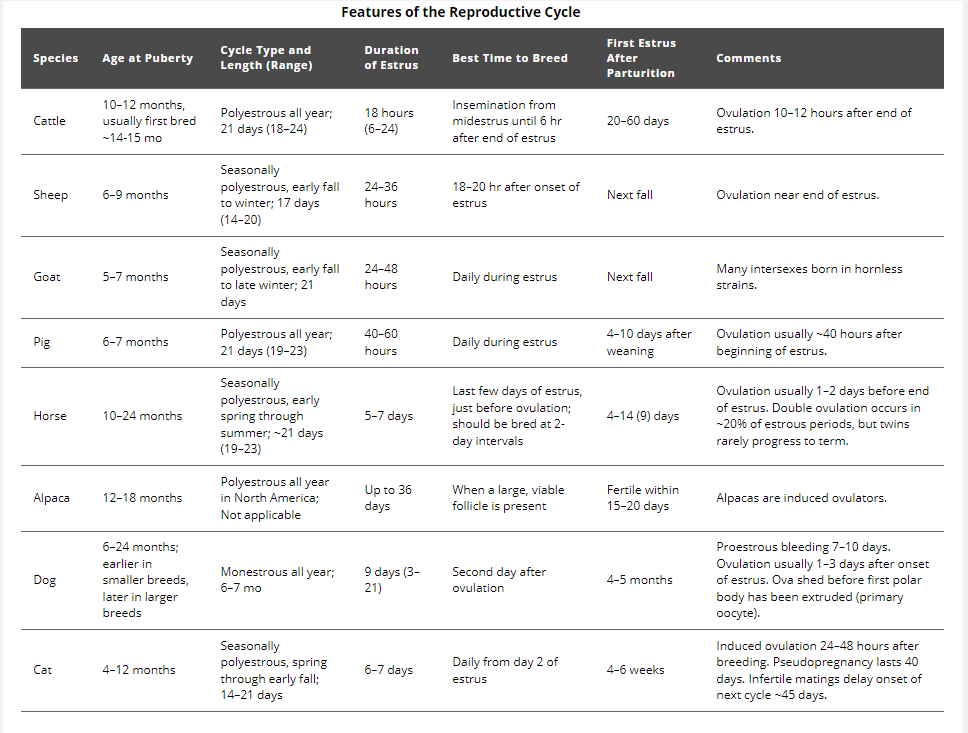 Features of the Reproductive Cycle
Species
Age at Puberty
Cycle Type and
Length (Range)
Duration
of Estrus
Best Time to Breed
First Estrus
After
Parturition
Comments
Cattle
10–12 months,
usually first bred
~14-15 mo
Polyestrous all year;
21 days (18–24)
18 hours
(6–24)
Insemination from
midestrus until 6 hr
after end of estrus
20–60 days
Ovulation 10–12 hours after end of
estrus.
Sheep
6–9 months
Seasonally
polyestrous, early fall
to winter; 17 days
(14–20)
24–36
hours
18–20 hr after onset of
estrus
Next fall
Ovulation near end of estrus.
Goat
5–7 months
Seasonally
polyestrous, early fall
to late winter; 21
days
24–48
hours
Daily during estrus
Next fall
Many intersexes born in hornless
strains.
Pig
6–7 months
Polyestrous all year;
21 days (19–23)
40–60
hours
Daily during estrus
4–10 days after
weaning
Ovulation usually ~40 hours after
beginning of estrus.
Horse
10–24 months
Seasonally
polyestrous, early
spring through
summer; ~21 days
(19–23)
5–7 days
Last few days of estrus,
just before ovulation;
should be bred at 2-
day intervals
4–14 (9) days
Ovulation usually 1–2 days before end
of estrus. Double ovulation occurs in
~20% of estrous periods, but twins
rarely progress to term.
Alpaca
12–18 months
Polyestrous all year
in North America;
Not applicable
Up to 36
days
When a large, viable
follicle is present
Fertile within
15–20 days
Alpacas are induced ovulators.
Dog
6–24 months;
earlier in
smaller breeds,
later in larger
breeds
Monestrous all year;
6–7 mo
9 days (3–
21)
Second day after
ovulation
4–5 months
Proestrous bleeding 7–10 days.
Ovulation usually 1–3 days after onset
of estrus. Ova shed before first polar
body has been extruded (primary
oocyte).
Cat
4–12 months
Seasonally
polyestrous, spring
through early fall;
14–21 days
6–7 days
Daily from day 2 of
estrus
4–6 weeks
Induced ovulation 24–48 hours after
breeding. Pseudopregnancy lasts 40
days. Infertile matings delay onset of
next cycle ~45 days.